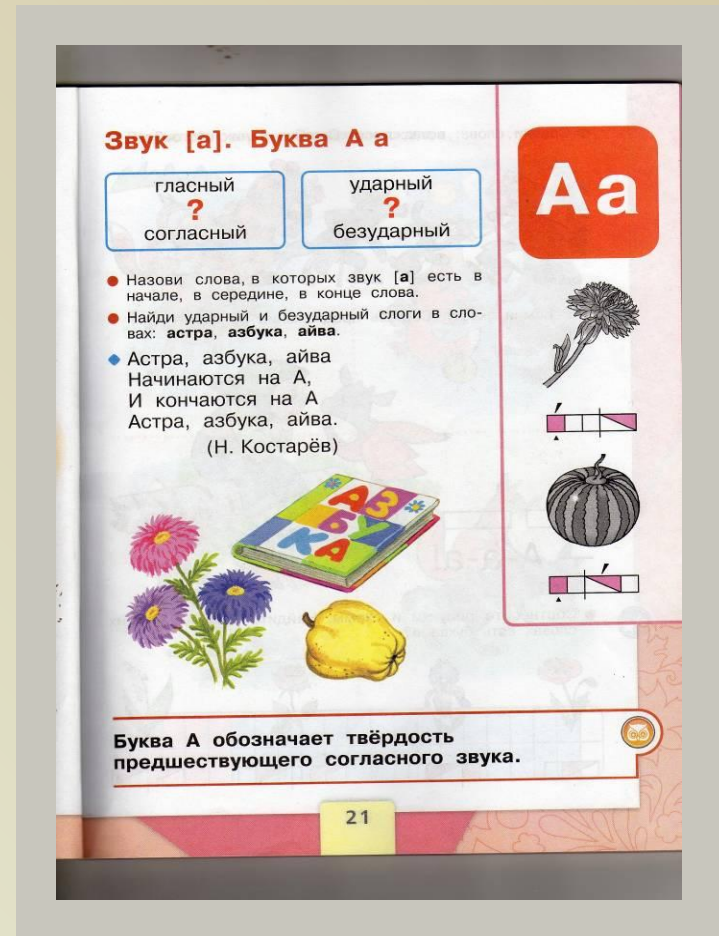 Звук [а]. Буква А а
гласный
?
согласный
ударный
?
безударный
Аа
Назови слова, в которых звук [а] есть в
начале, в середине, в конце слова.
Найди ударный и безударный слоги в сло-
вах: астра, азбука, айва.
Астра, азбука, айва
Начинаются на А,
И кончаются на А
Астра, азбука, айва.
(Н. Костарёв)
АЗ
БУ
КА
Буква А обозначает твёрдость
предшествующего согласного звука.
21